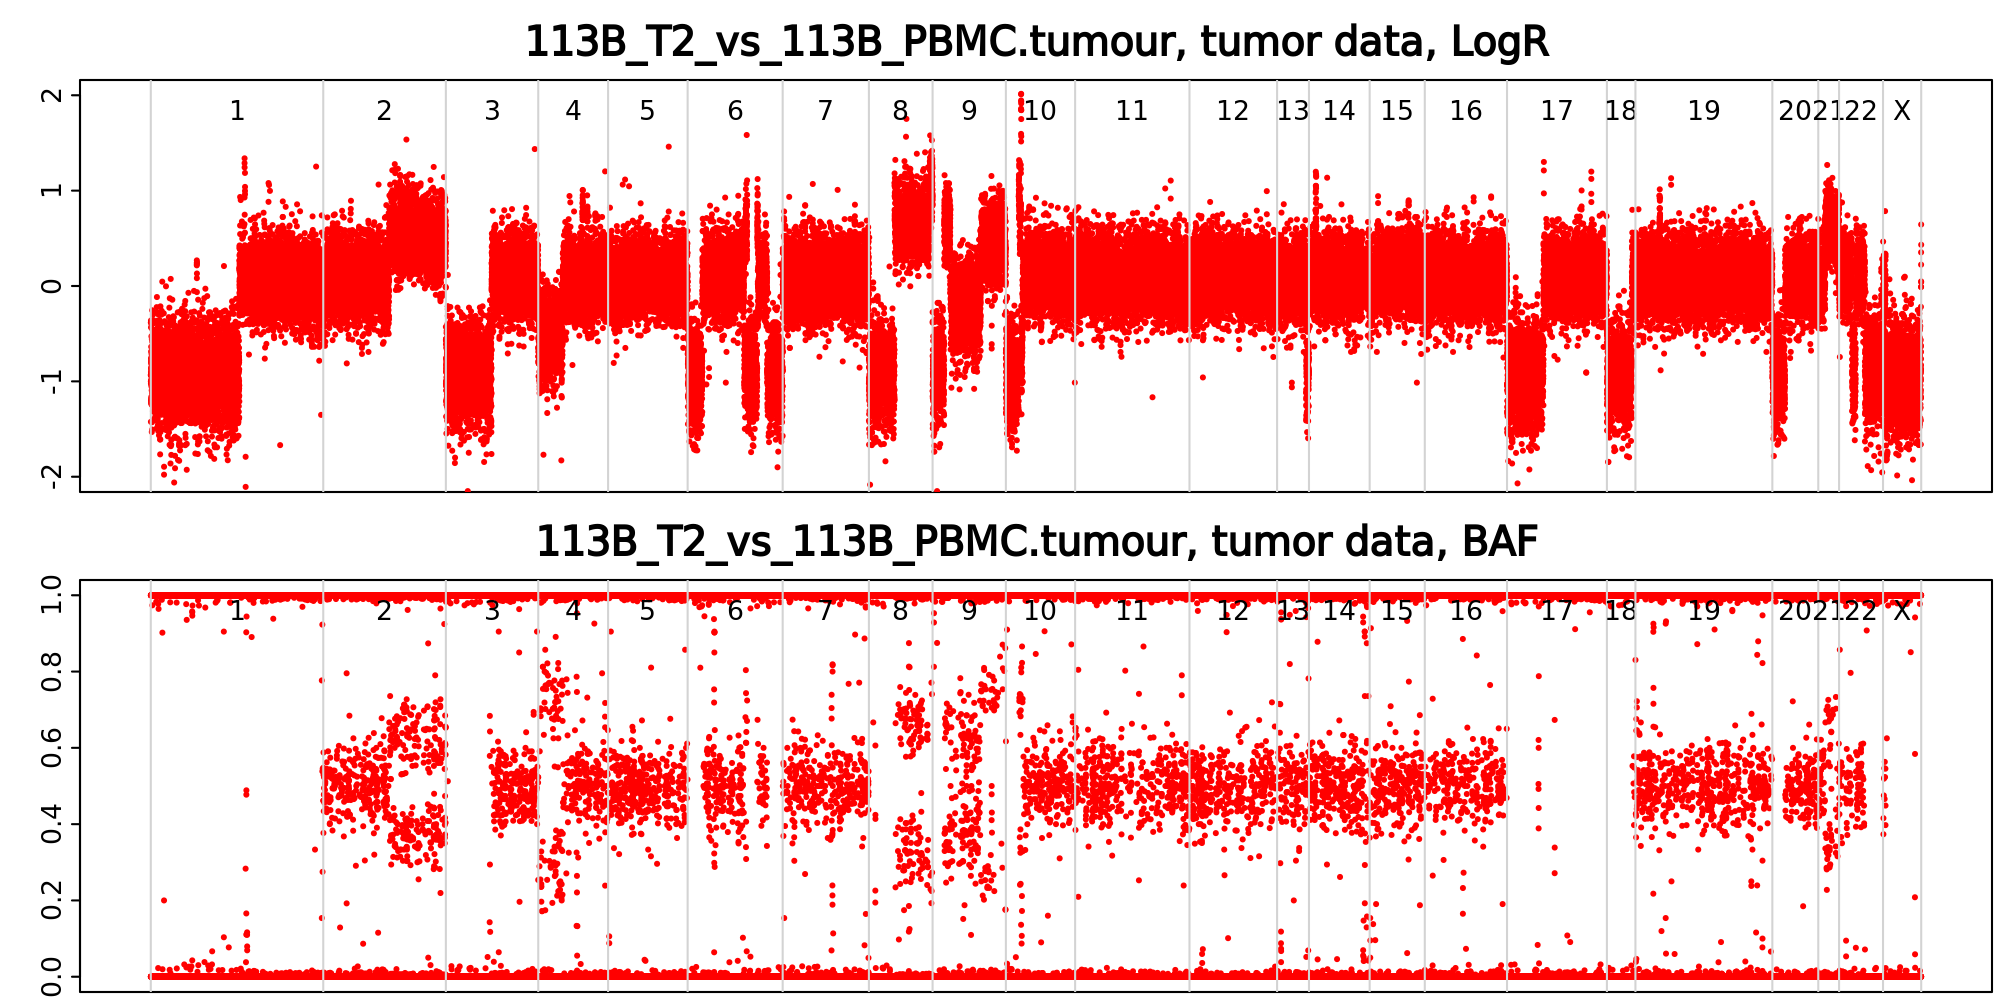 113B_T2_vs_113B_PBMC.tumour, tumor data, LogR
2
1
0
-1
-2
1 2 3 4 5 6 7 8 9 10 11 12 13 14 15 16 17 18 19 20 21 22 X
113B_T2_vs_113B_PBMC.tumour, tumor data, BAF
1.0
0.8
0.6
0.4
0.2
0.0
1 2 3 4 5 6 7 8 9 10 11 12 13 14 15 16 17 18 19 20 21 22 X